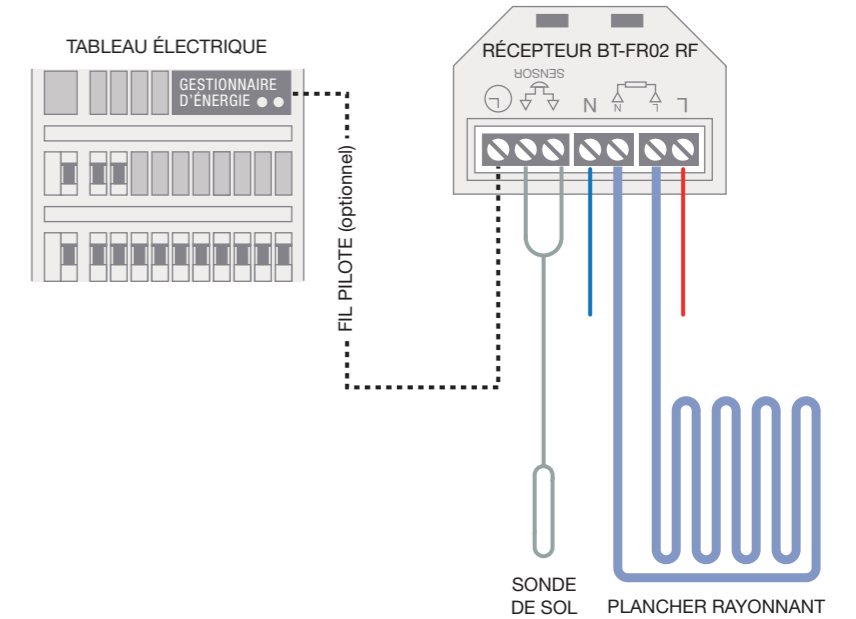 TABLEAU ÉLECTRIQUE
GESTIONNAIRE
D'ÉNERGIE
FIL PILOTE (optionnel)
RÉCEPTEUR BT-FR02 RF
SENSOR
N
N
L
L
SONDE
DE SOL
PLANCHER RAYONNANT